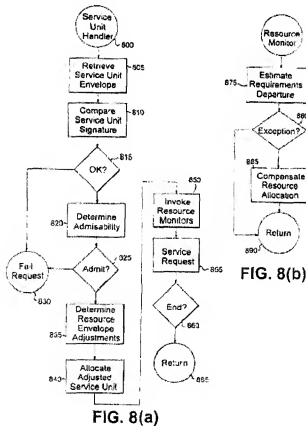 Service
Unit
Handler
800
Retrieve
Service Unit
Envelope
805
Compare
Service Unit
Signature
810
OK?
815
Determine
Admisability
820
Admit?
825
Fail
Request
830
Determine
Resource
Envelope
Adjustments
835
Allocate
Adjusted
Service Unit
840
850
Invoke
Resource
Monitors
Service
Request
855
End?
860
Return
865
FIG. 8(a)
Resource
Monitor
875
Estimate
Requirements
Departure
880
Exception?
885
Compensate
Resource
Allocation
Return
890
FIG. 8(b)